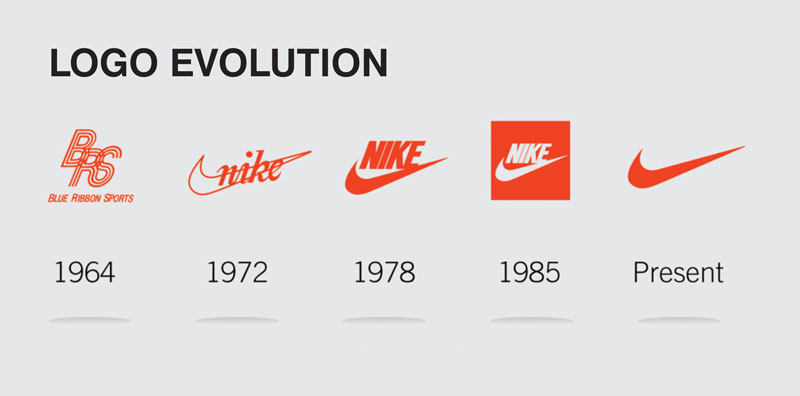 LOGO EVOLUTION
BRS
BLUE RIBBON SPORTS
nike
NIKE
NIKE
1964
1972
1978
1985
Present